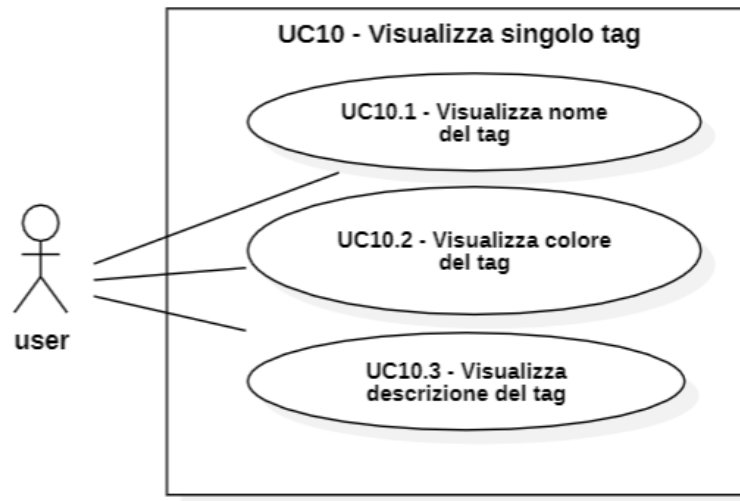 UC10 - Visualizza singolo tag
UC10.1 - Visualizza nome
del tag
UC10.2 - Visualizza colore
del tag
UC10.3 - Visualizza
descrizione del tag
user